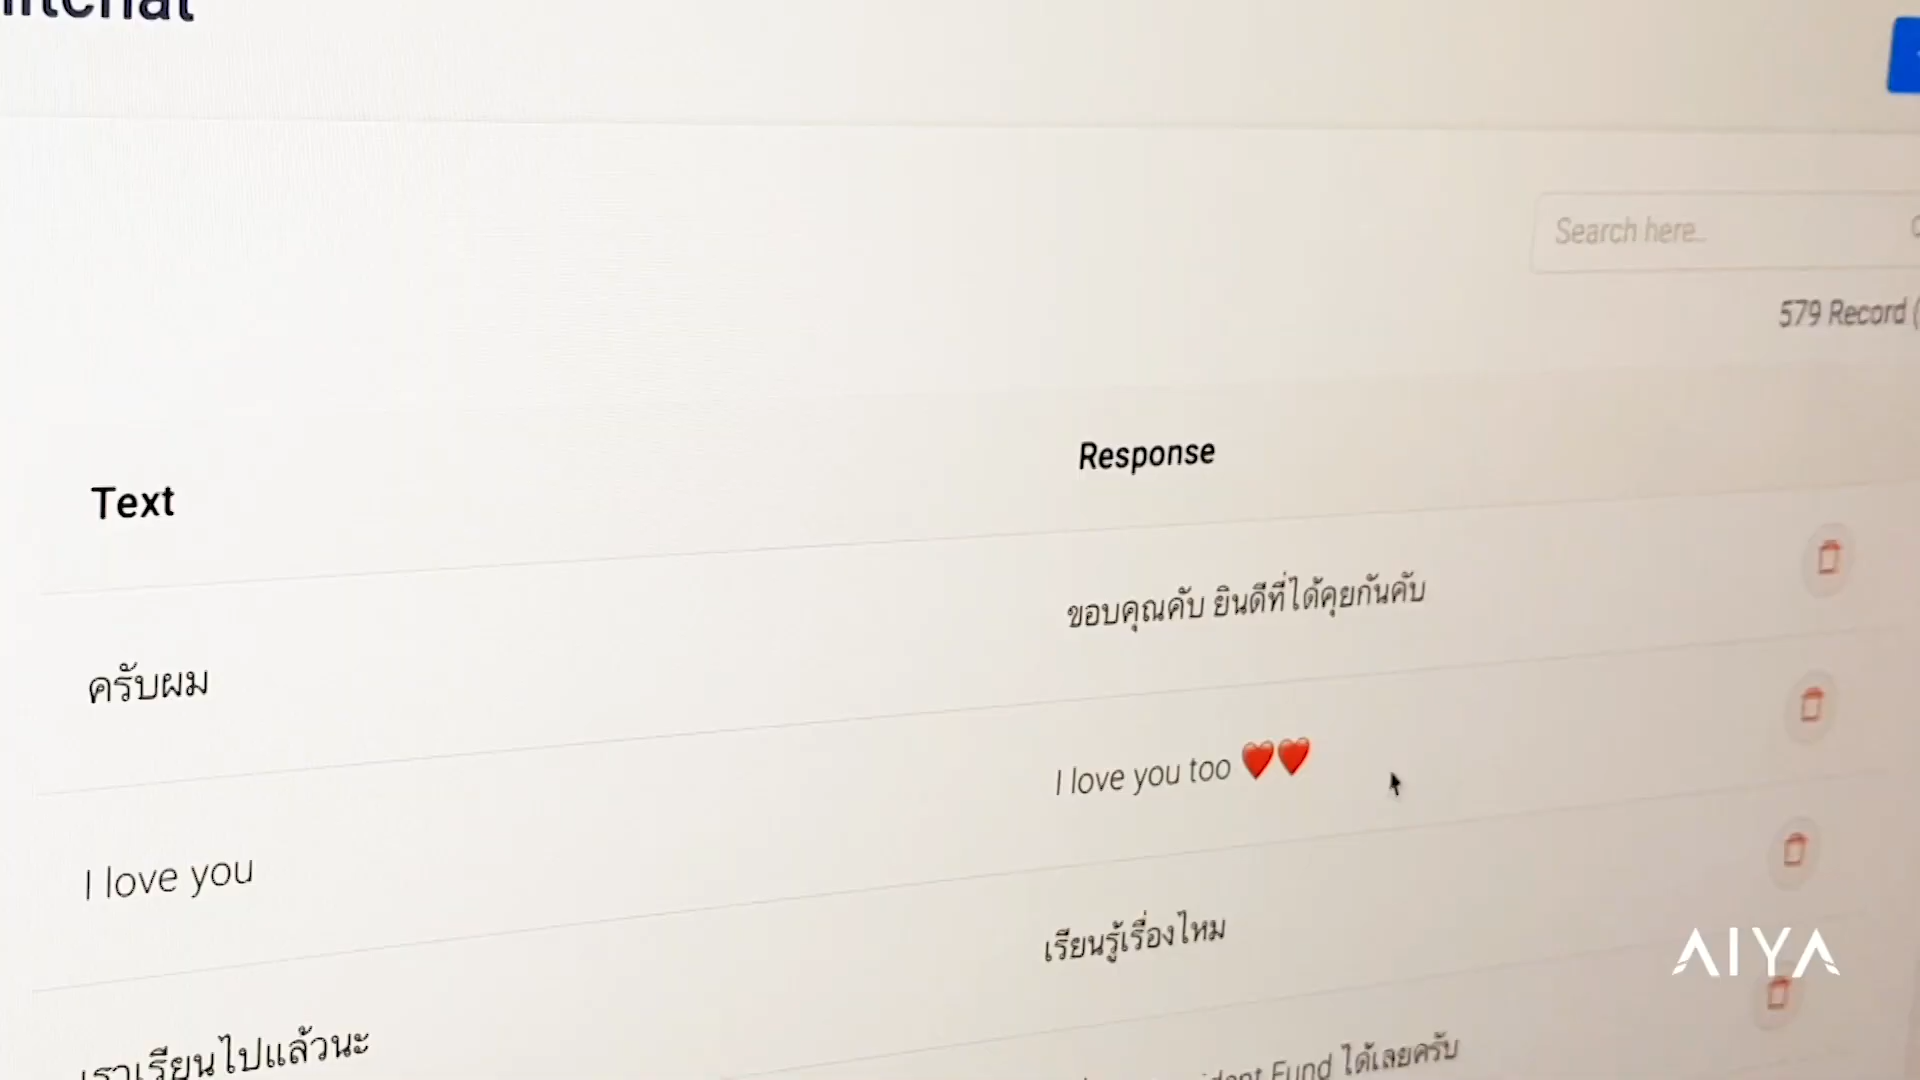 Search here..
579 Record (
Text
Response
ครับผม
ขอบคุณคับ ยินดีที่ได้คุยกันคับ
I love you
I love you too ❤️❤️
เราเรียนไปแล้วนะ
เรียนรู้เรื่องไหม
Fund ได้เลยครับ
AIYA